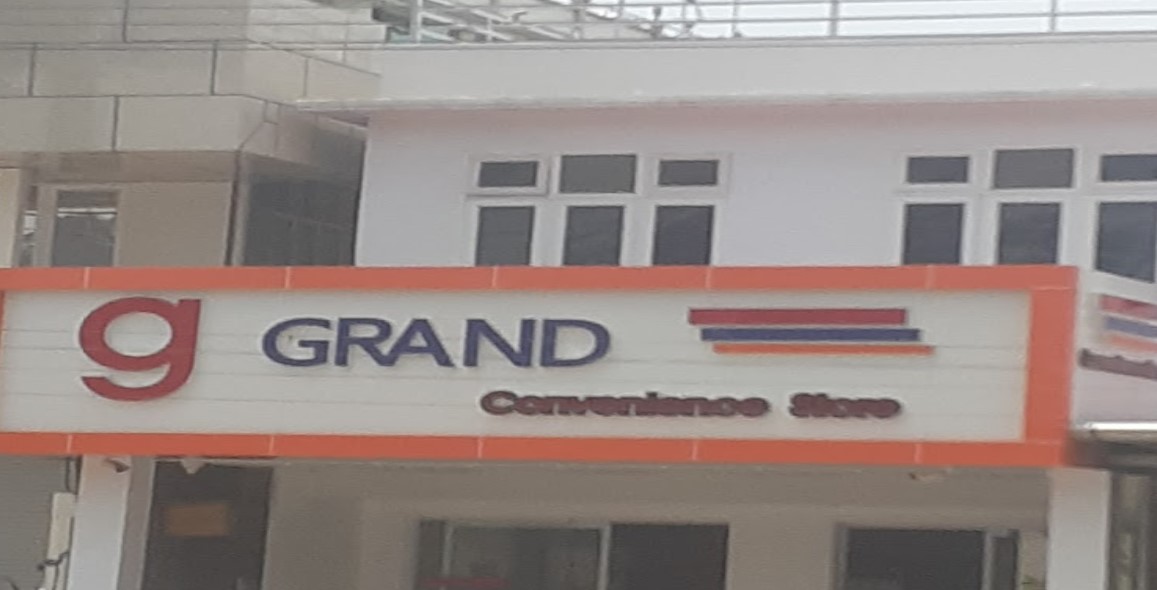 g GRAND
Convenience Store